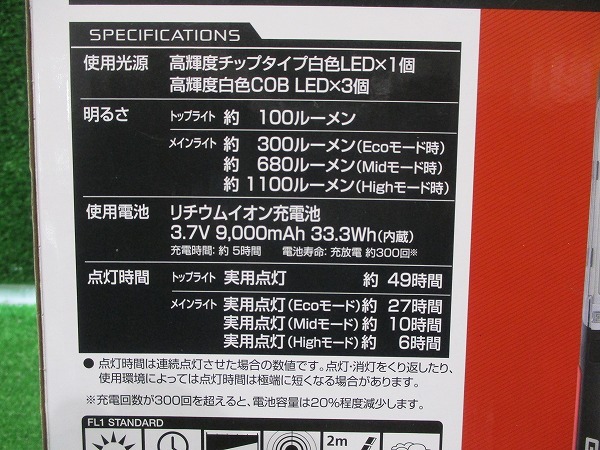 SPECIFICATIONS
使用光源 高輝度チップタイプ白色LED×1個
高輝度白色COB LED×3個
明るさ トップライト 約 100ルーメン
メインライト 約 300ルーメン(Ecoモード時)
約 680ルーメン(Midモード時)
約 1100ルーメン(Highモード時)
使用電池 リチウムイオン充電池
3.7V 9,000mAh 33.3Wh(内蔵)
充電時間: 約5時間 電池寿命: 充放電 約300回※
点灯時間 トップライト 実用点灯 約 49時間
メインライト 実用点灯(Ecoモード) 約 27時間
実用点灯(Midモード) 約 10時間
実用点灯(Highモード) 約 6時間
● 点灯時間は連続点灯させた場合の数値です。点灯・消灯をくり返したり、
使用環境によっては点灯時間は極端に短くなる場合があります。
※充電回数が300回を超えると、電池容量は20%程度減少します。
FL1 STANDARD
2m